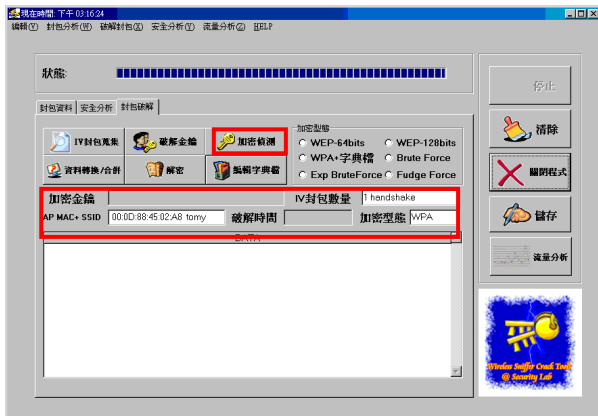 現在時間: 下午 03:16:24
編輯(Y) 封包分析(W) 破解封包(X) 安全分析(Y) 流量分析(Z) HELP
狀態:
停止
封包資料 安全分析 封包破解
IV封包蒐集 破解金鑰 加密偵測
資料轉換/合併 解密 編輯字典檔
加密型態
WEP-64bits WEP-128bits
WPA+字典檔 Brute Force
Exp BruteForce Fudge Force
清除
關閉程式
加密金鑰 IV封包數量 1 handshake
AP MAC+ SSID 00:0D:88:45:02:A8 tomy 破解時間 加密型態 WPA
DATA
儲存
流量分析
Wireless Sniffer Crack Tool
@ Security Lab